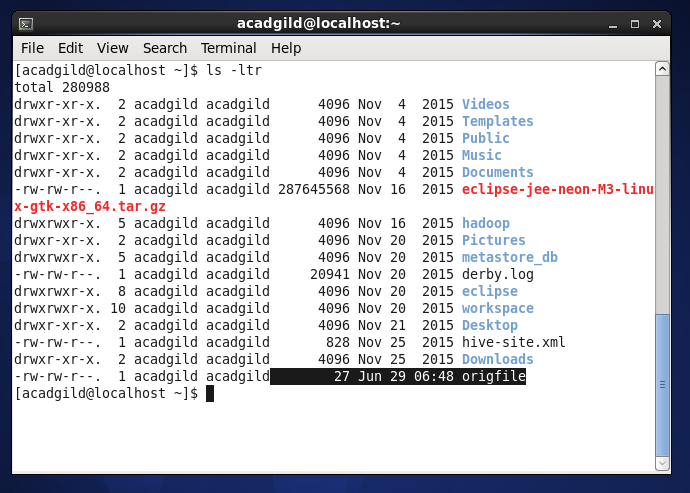 acadgild@localhost:~
File Edit View Search Terminal Help
[acadgild@localhost ~]$ ls -ltr
total 280988
drwxr-xr-x.  2 acadgild acadgild      4096 Nov  4  2015 Videos
drwxr-xr-x.  2 acadgild acadgild      4096 Nov  4  2015 Templates
drwxr-xr-x.  2 acadgild acadgild      4096 Nov  4  2015 Public
drwxr-xr-x.  2 acadgild acadgild      4096 Nov  4  2015 Music
drwxr-xr-x.  2 acadgild acadgild      4096 Nov  4  2015 Documents
-rw-rw-r--.  1 acadgild acadgild 287645568 Nov 16  2015 eclipse-jee-neon-M3-linu
x-gtk-x86_64.tar.gz
drwxrwxr-x.  5 acadgild acadgild      4096 Nov 16  2015 hadoop
drwxr-xr-x.  2 acadgild acadgild      4096 Nov 20  2015 Pictures
drwxrwxr-x.  5 acadgild acadgild      4096 Nov 20  2015 metastore_db
-rw-rw-r--.  1 acadgild acadgild     20941 Nov 20  2015 derby.log
drwxrwxr-x.  8 acadgild acadgild      4096 Nov 20  2015 eclipse
drwxrwxr-x. 10 acadgild acadgild      4096 Nov 20  2015 workspace
drwxr-xr-x.  2 acadgild acadgild      4096 Nov 21  2015 Desktop
-rw-rw-r--.  1 acadgild acadgild       828 Nov 25  2015 hive-site.xml
drwxr-xr-x.  2 acadgild acadgild      4096 Nov 25  2015 Downloads
-rw-rw-r--.  1 acadgild acadgild        27 Jun 29 06:48 origfile
[acadgild@localhost ~]$